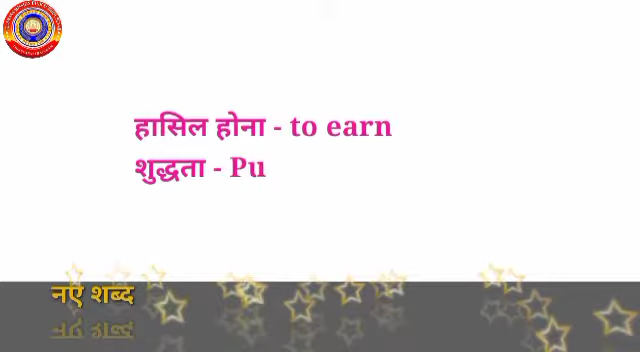 हासिल होना - to earn
शुद्धता - Pu
नए शब्द